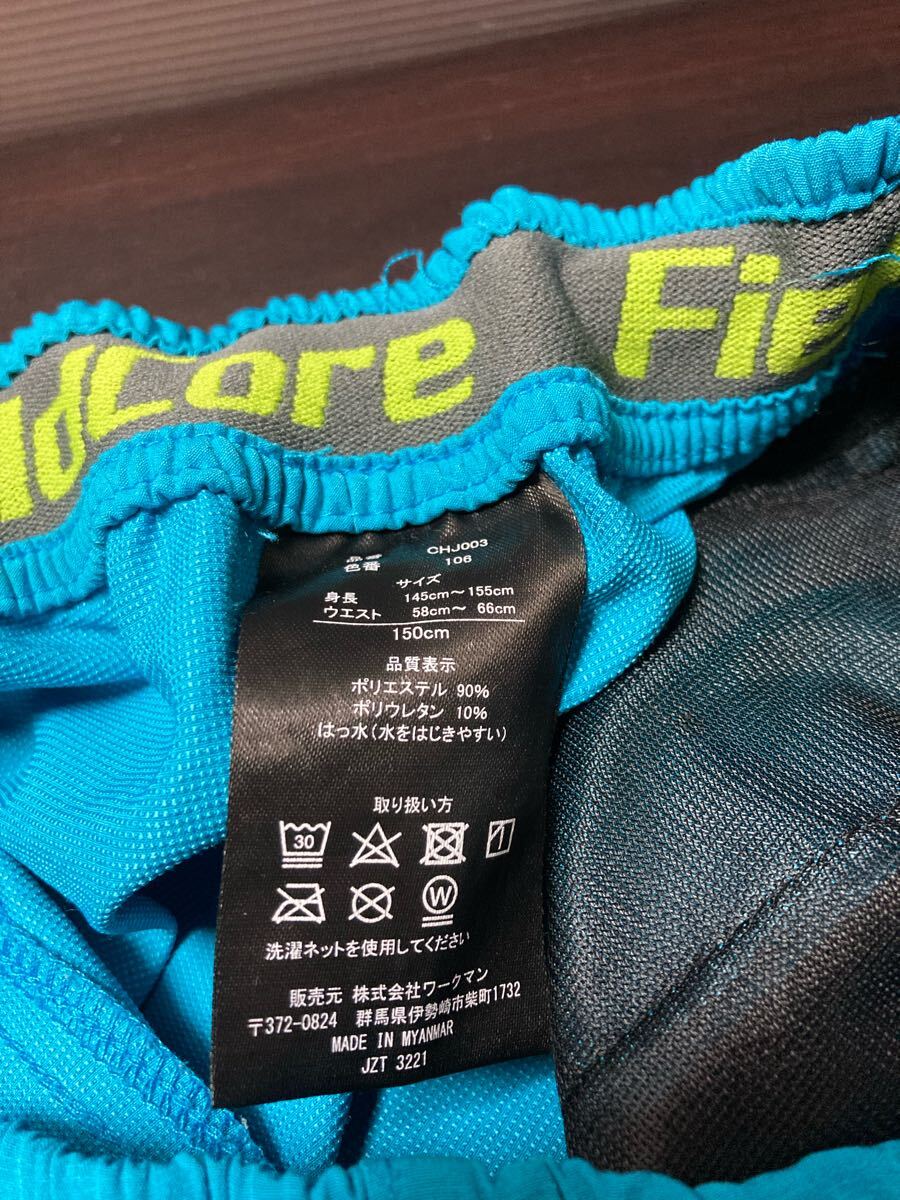 Core Fie
品番 CHJ003
色番 106
サイズ
身長 145cm～155cm
ウエスト 58cm～ 66cm
150cm
品質表示
ポリエステル 90%
ポリウレタン 10%
はっ水(水をはじきやすい)
取り扱い方
30
W
洗濯ネットを使用してください
販売元 株式会社ワークマン
〒372-0824 群馬県伊勢崎市柴町1732
MADE IN MYANMAR
JZT 3221